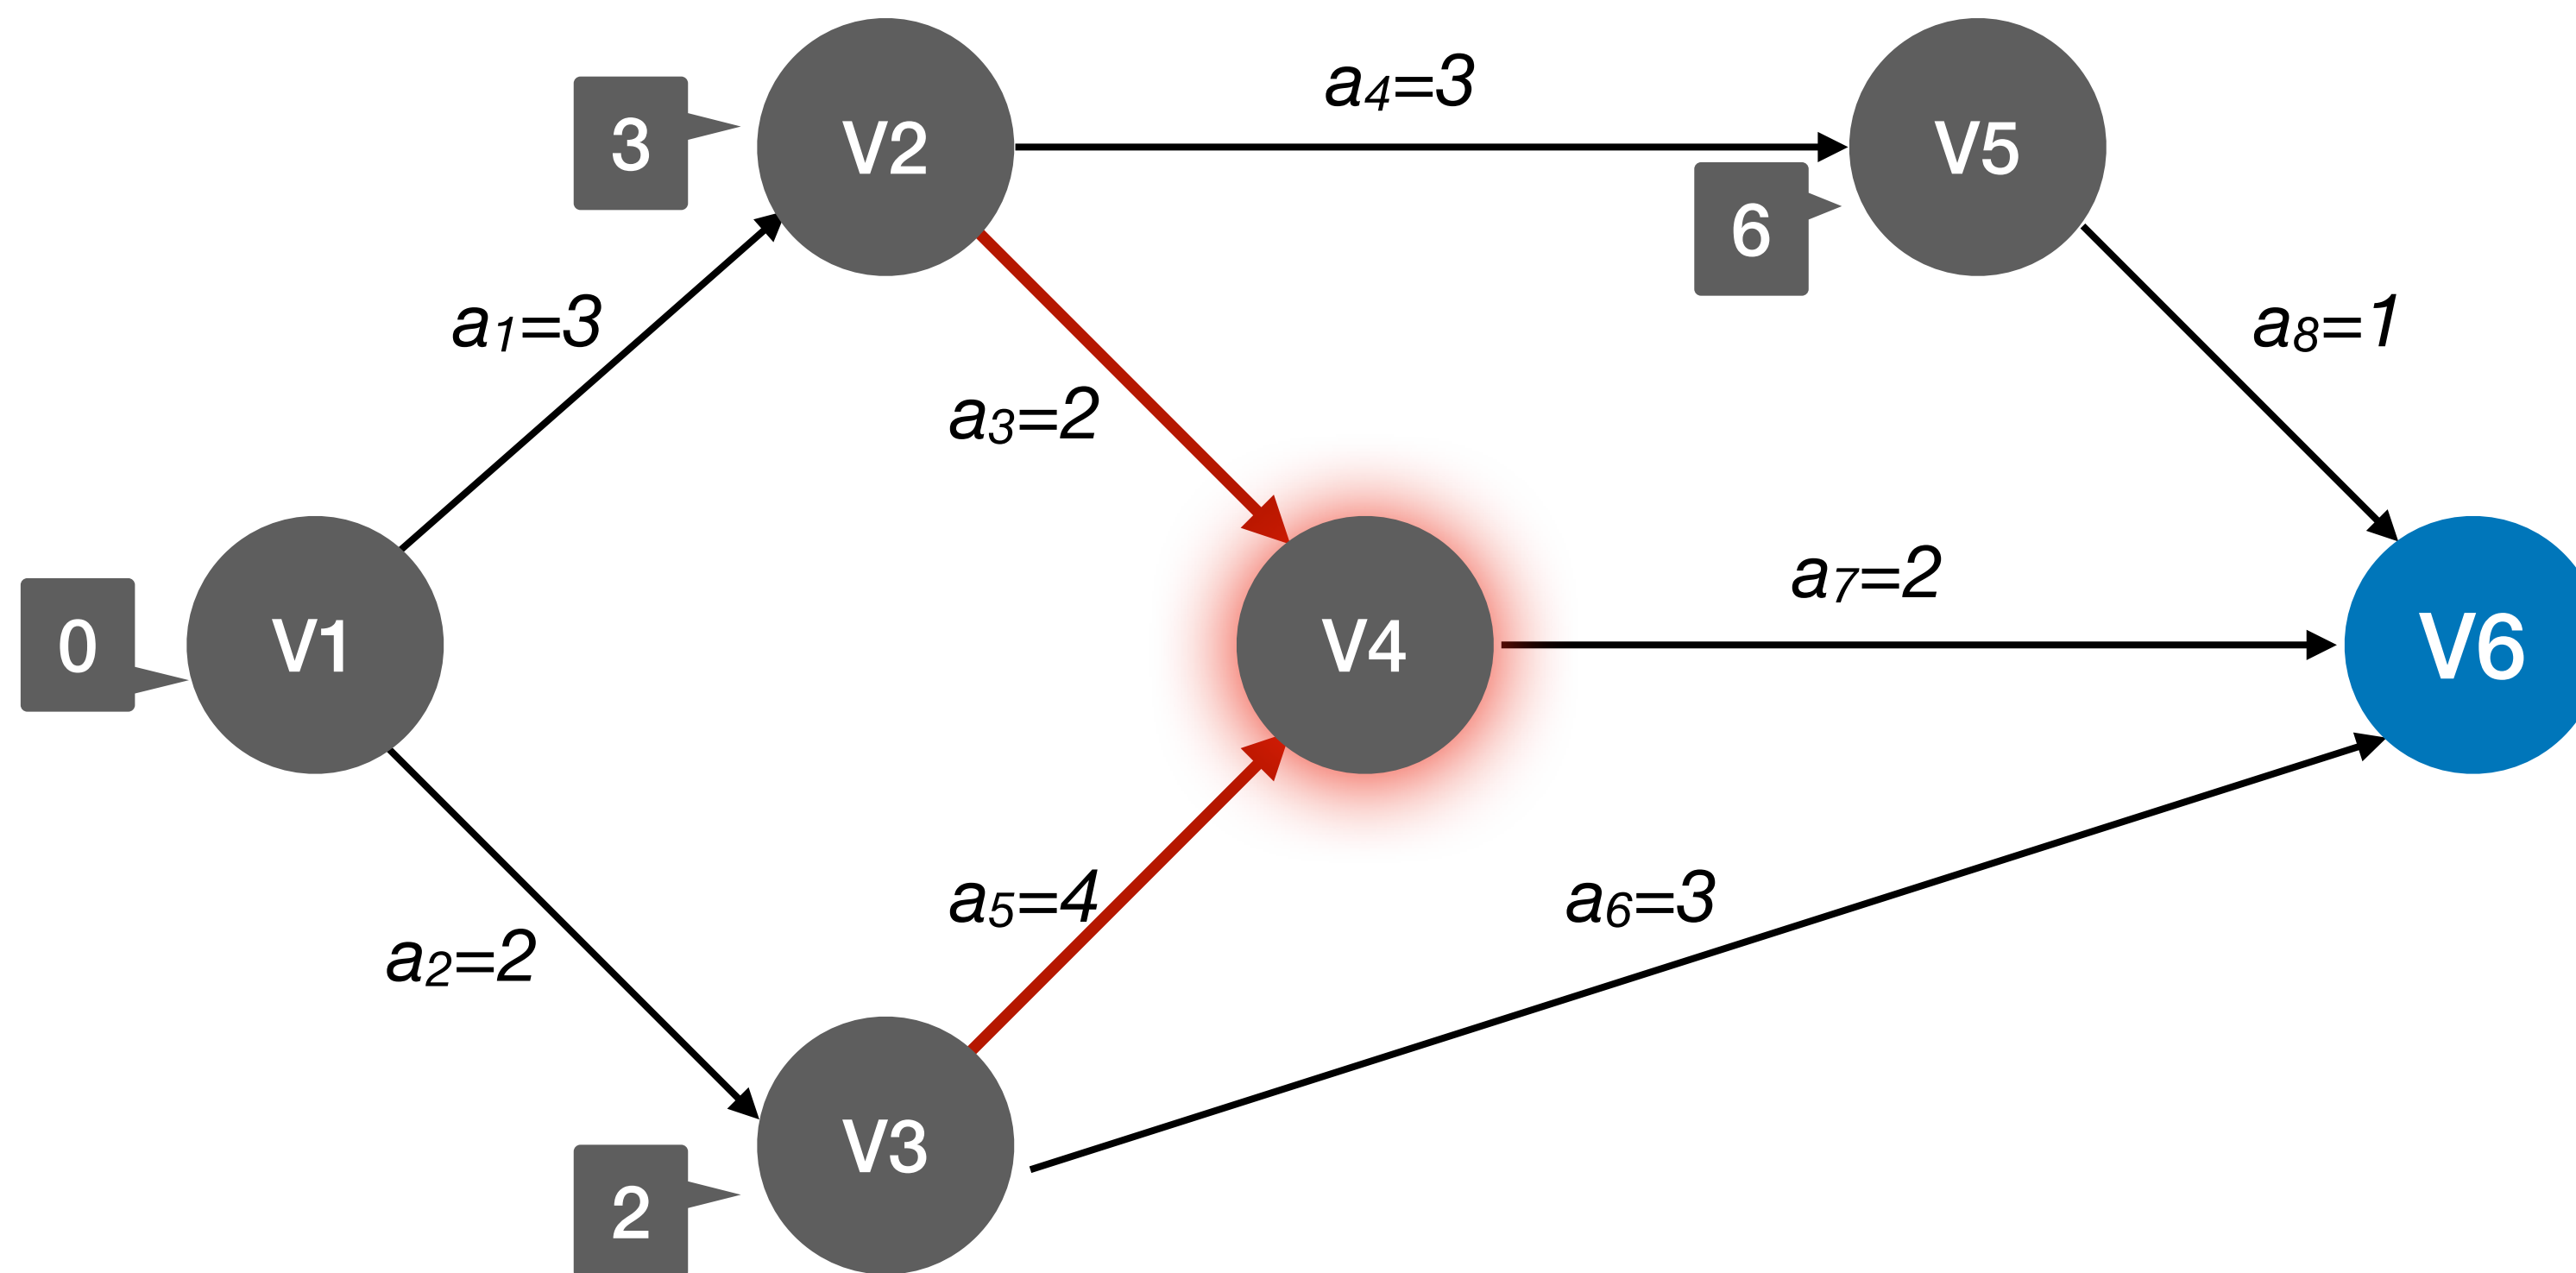 a₄=3
3
V2
V5
6
a₁=3
a₈=1
a₃=2
a₇=2
0
V1
V4
V6
a₅=4
a₆=3
a₂=2
V3
2